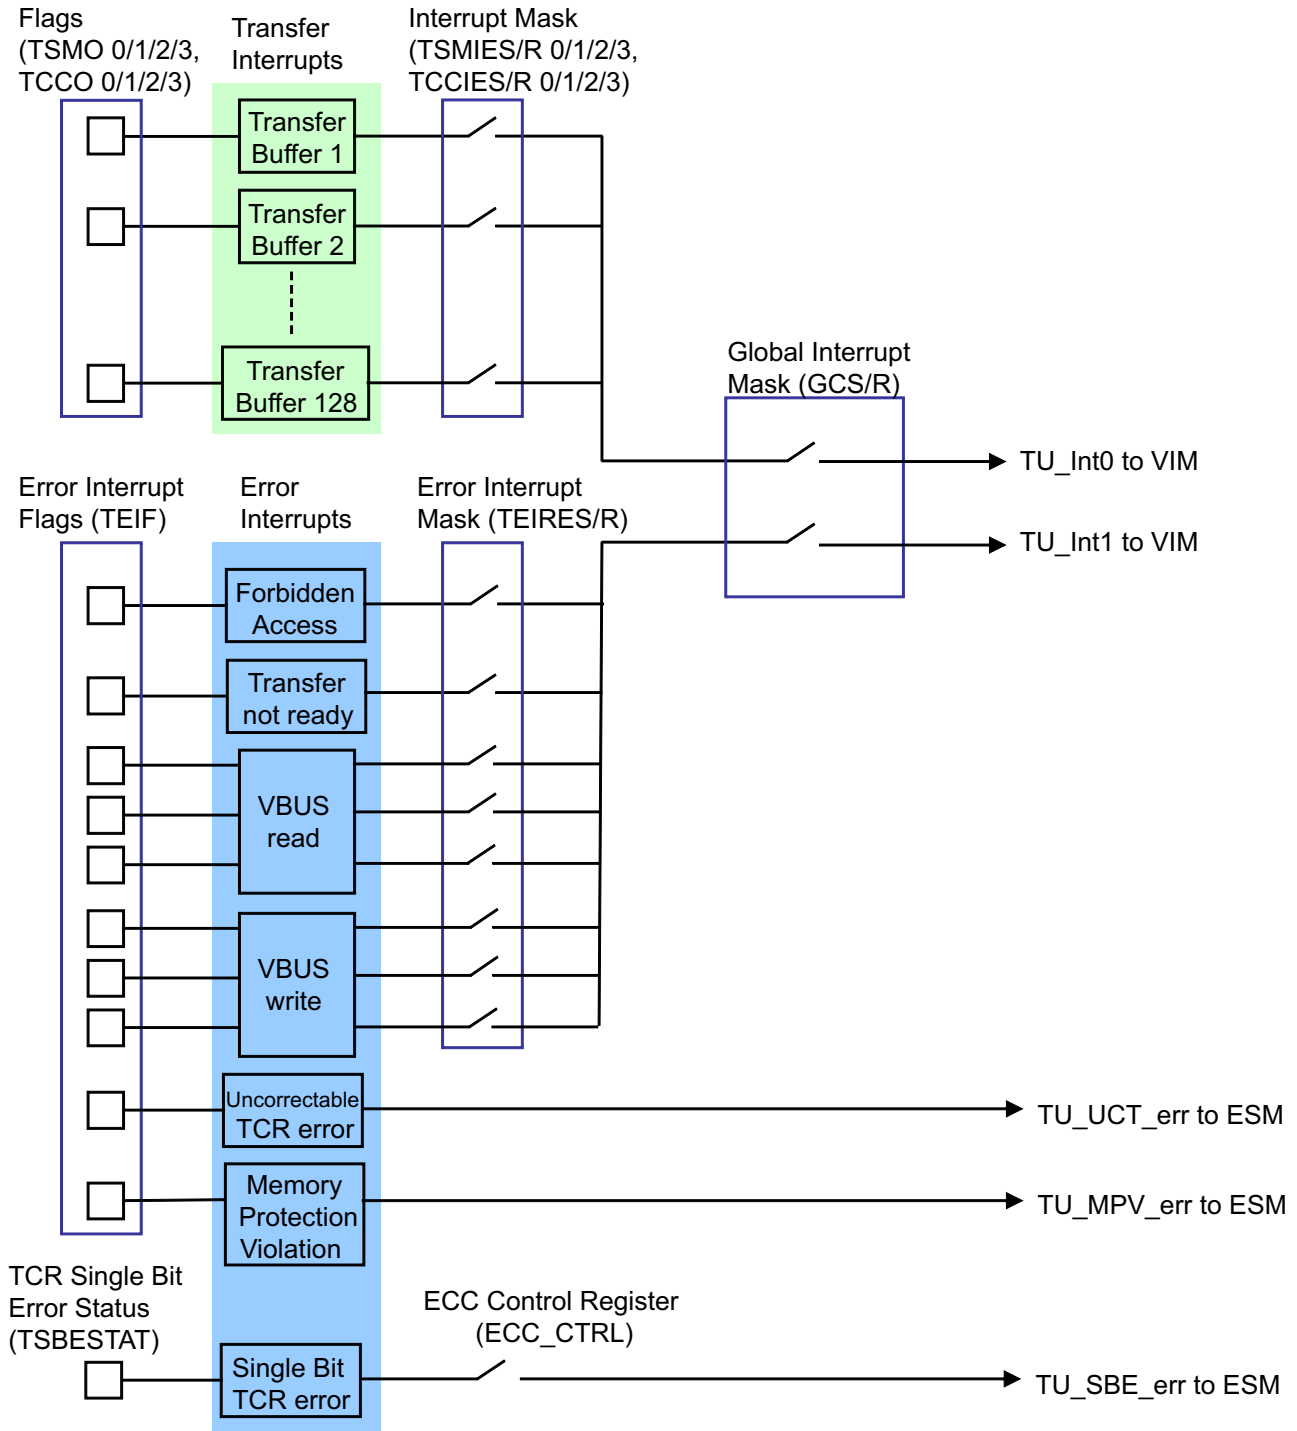 Flags
(TSMO 0/1/2/3,
TCCO 0/1/2/3)
Transfer
Interrupts
Interrupt Mask
(TSMIES/R 0/1/2/3,
TCCIES/R 0/1/2/3)
Transfer
Buffer 1
Transfer
Buffer 2
Transfer
Buffer 128
Global Interrupt
Mask (GCS/R)
TU_Int0 to VIM
TU_Int1 to VIM
Error Interrupt
Flags (TEIF)
Error
Interrupts
Error Interrupt
Mask (TEIRES/R)
Forbidden
Access
Transfer
not ready
VBUS
read
VBUS
write
Uncorrectable
TCR error
TU_UCT_err to ESM
Memory
Protection
Violation
TU_MPV_err to ESM
TCR Single Bit
Error Status
(TSBESTAT)
ECC Control Register
(ECC_CTRL)
Single Bit
TCR error
TU_SBE_err to ESM